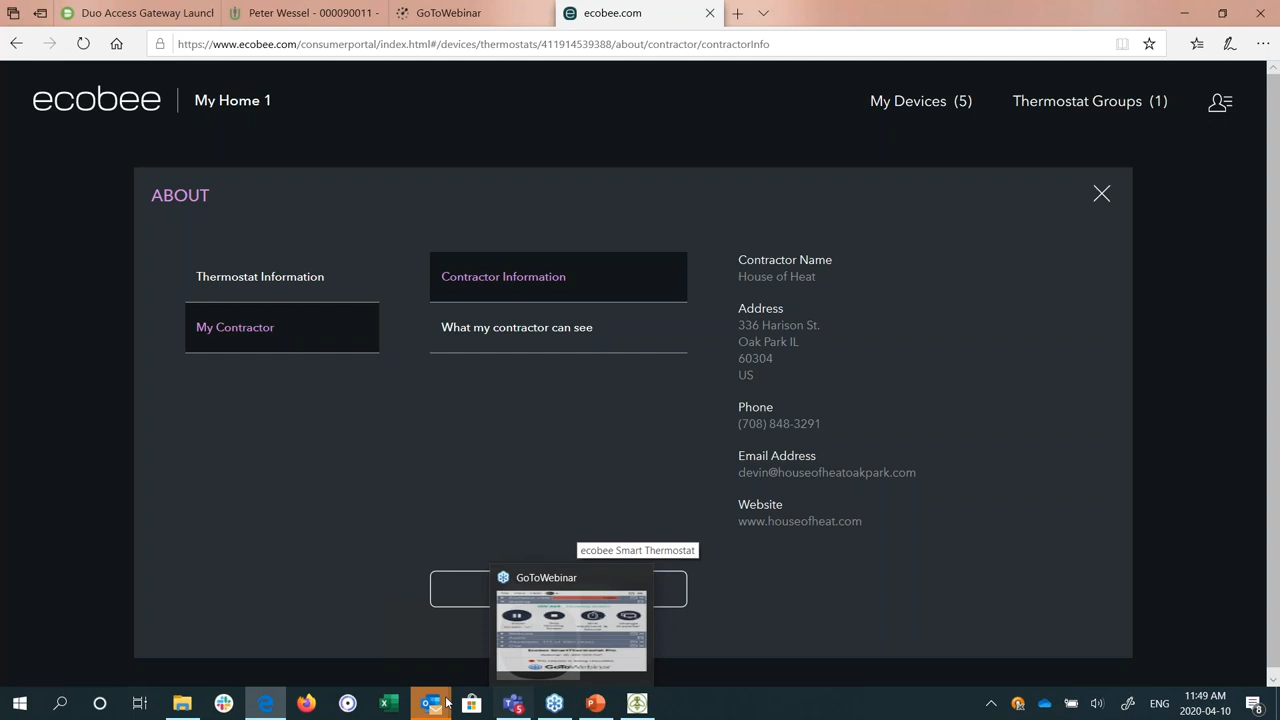 Duo Access Gateway Launcl
Peter Wessel - 000090011 -
GoToWebinar
ecobee.com
https://www.ecobee.com/consumerportal/index.html#/devices/thermostats/411914539388/about/contractor/contractorInfo
ecobee
My Home 1
My Devices (5)
Thermostat Groups (1)
ABOUT
Thermostat Information
My Contractor
Contractor Information
What my contractor can see
Contractor Name
House of Heat
Address
336 Harison St.
Oak Park IL
60304
US
Phone
(708) 848-3291
Email Address
devin@houseofheatoakpark.com
Website
www.houseofheat.com
ecobee Smart Thermostat
GoToWebinar
GoToWebinar
5
ENG
11:49 AM
2020-04-10
8